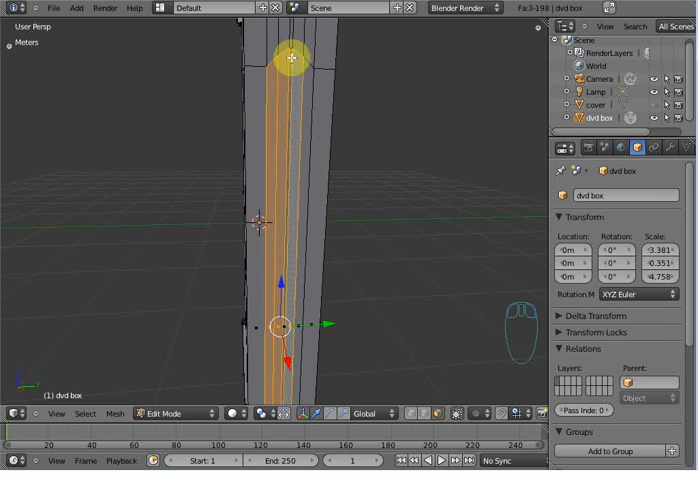 File Add Render Help Default Scene Blender Render Fa:3-198 | dvd box
User Persp
Meters
(1) dvd box
View Select Mesh Edit Mode Global
20 40 60 80 100 120 140 160 180 200 220 240
View Frame Playback Start: 1 End: 250 1 No Sync
View Search All Scenes
Scene
RenderLayers
World
Camera
Lamp
cover
dvd box
dvd box
dvd box
Transform
Location: Rotation: Scale:
0m 0° 3.381
0m 0° 0.351
0m 0° 4.758
Rotation M XYZ Euler
Delta Transform
Transform Locks
Relations
Layers: Parent:
Object
Pass Inde: 0
Groups
Add to Group